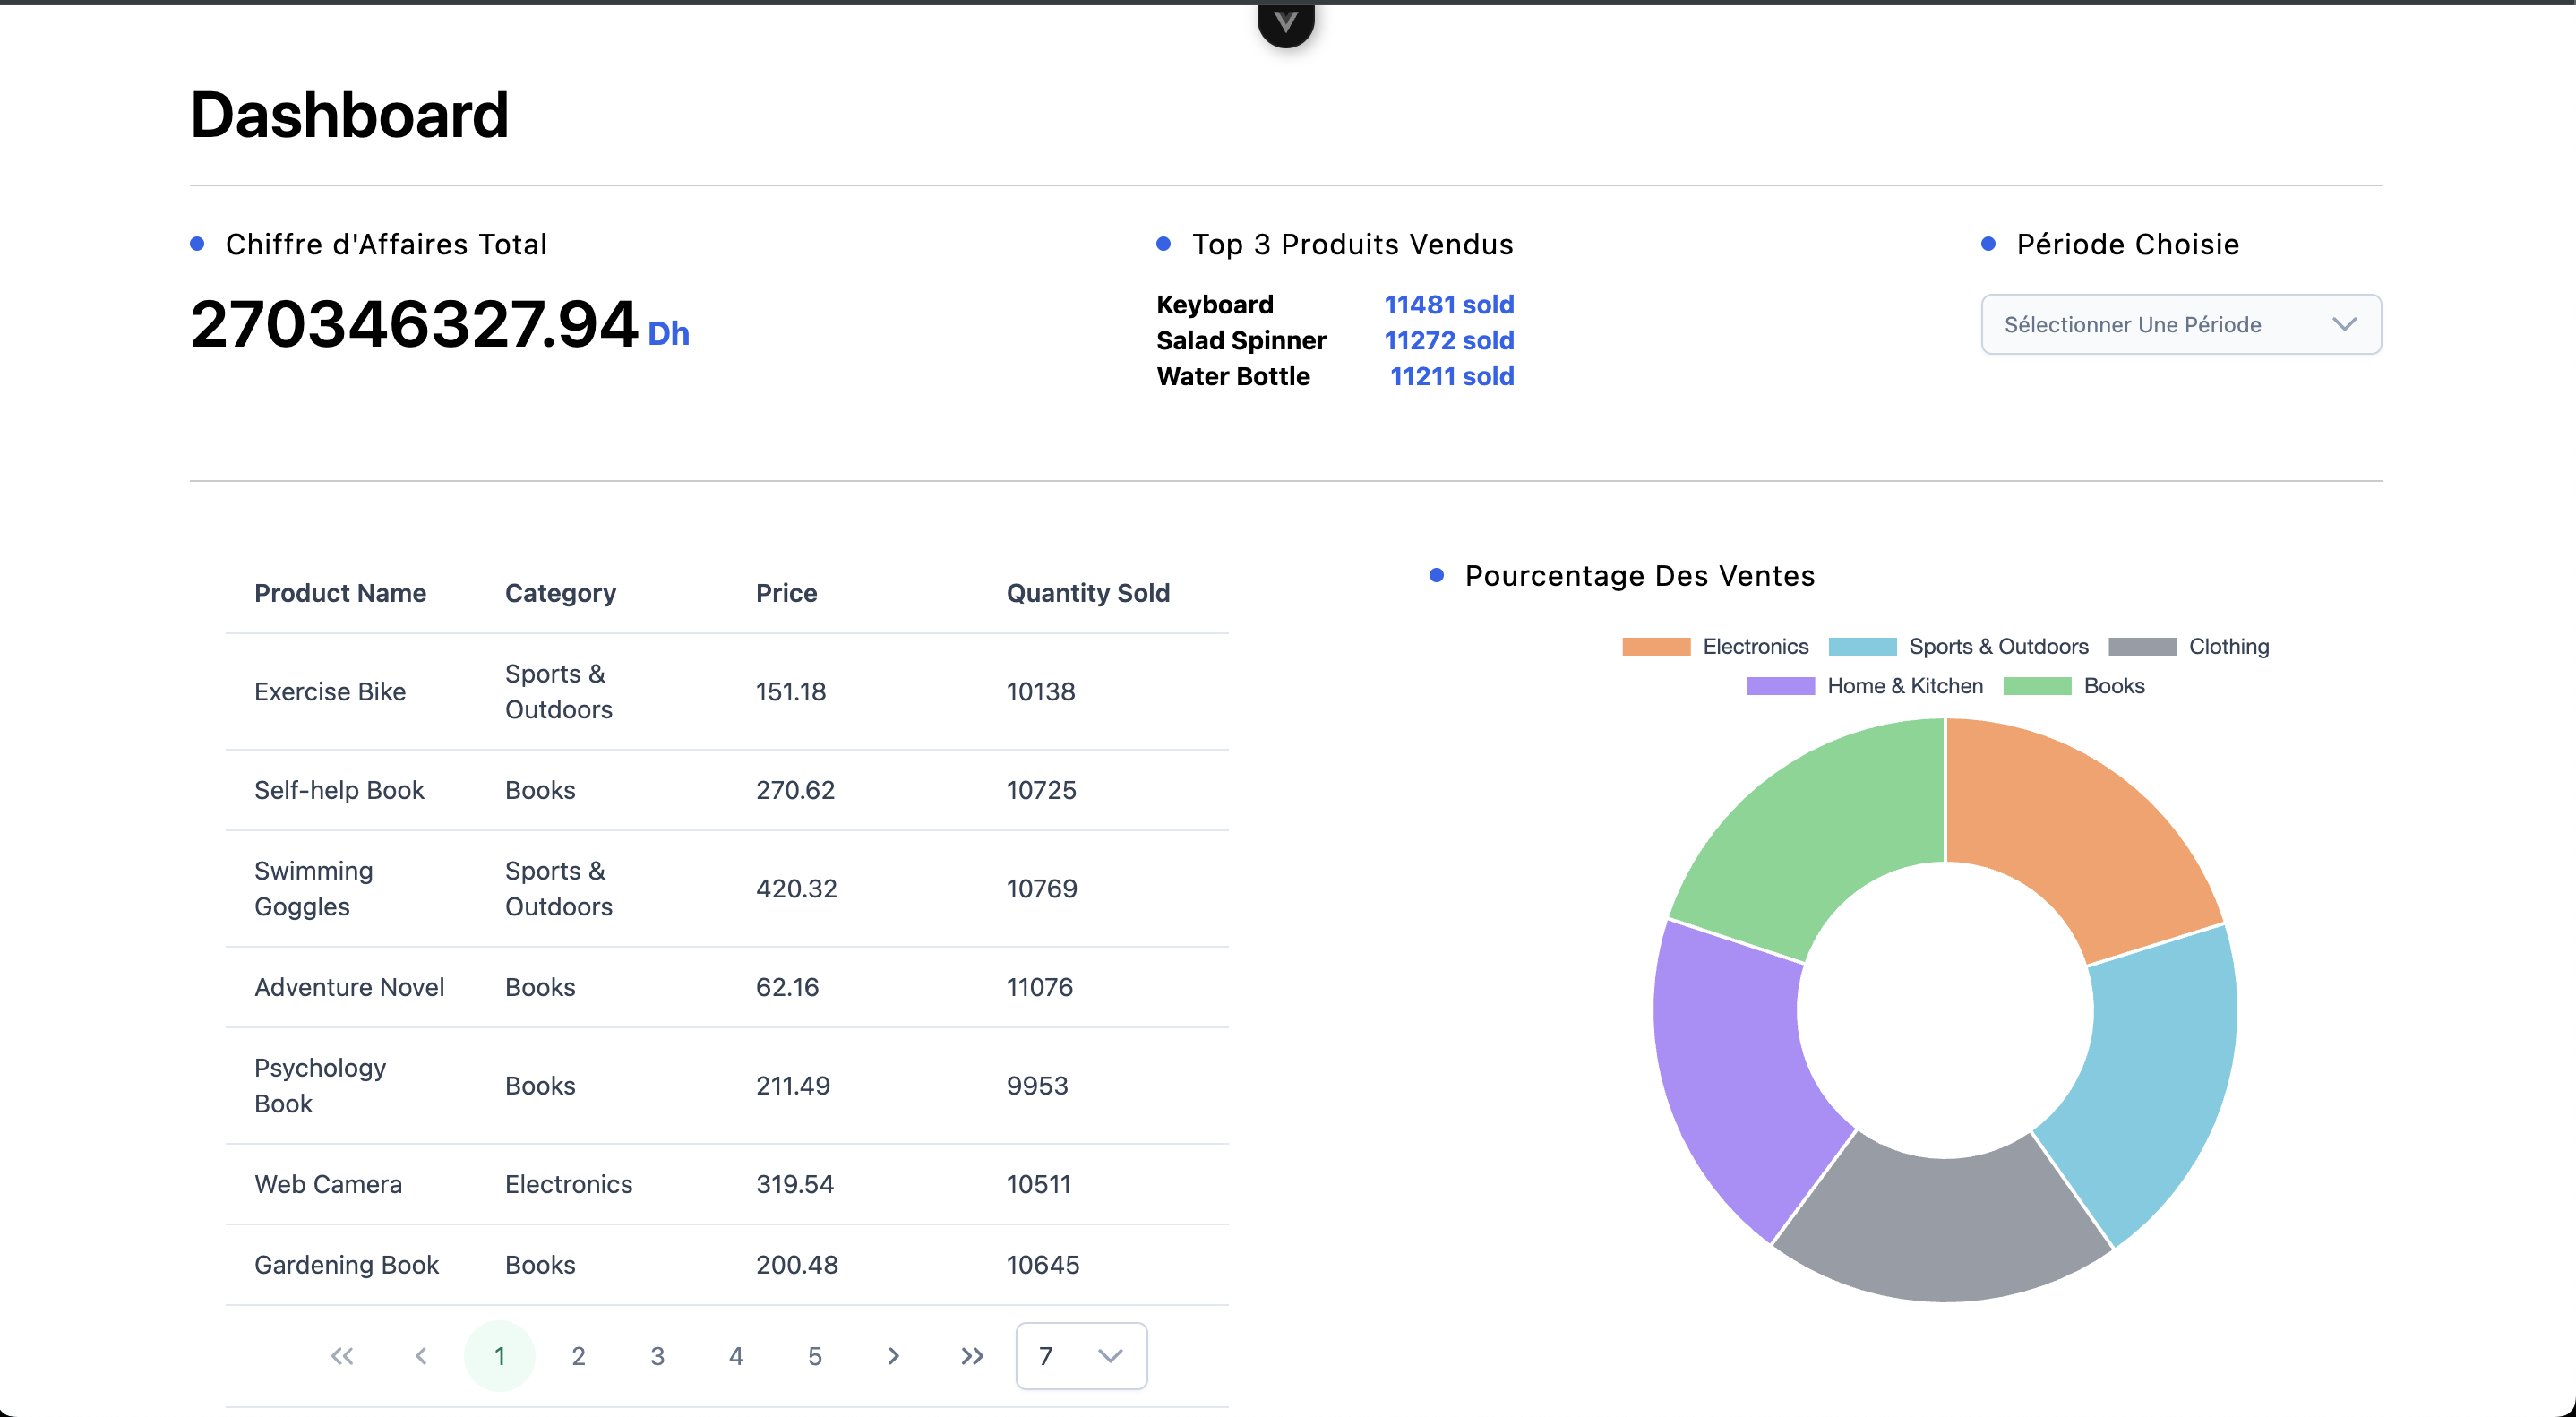 Dashboard
Chiffre d'Affaires Total
270346327.94 Dh
Top 3 Produits Vendus
Keyboard 11481 sold
Salad Spinner 11272 sold
Water Bottle 11211 sold
Période Choisie
Sélectionner Une Période
Product Name Category Price Quantity Sold
Exercise Bike Sports & Outdoors 151.18 10138
Self-help Book Books 270.62 10725
Swimming Goggles Sports & Outdoors 420.32 10769
Adventure Novel Books 62.16 11076
Psychology Book Books 211.49 9953
Web Camera Electronics 319.54 10511
Gardening Book Books 200.48 10645
« ‹ 1 2 3 4 5 › » 7
Pourcentage Des Ventes
Electronics Sports & Outdoors Clothing
Home & Kitchen Books